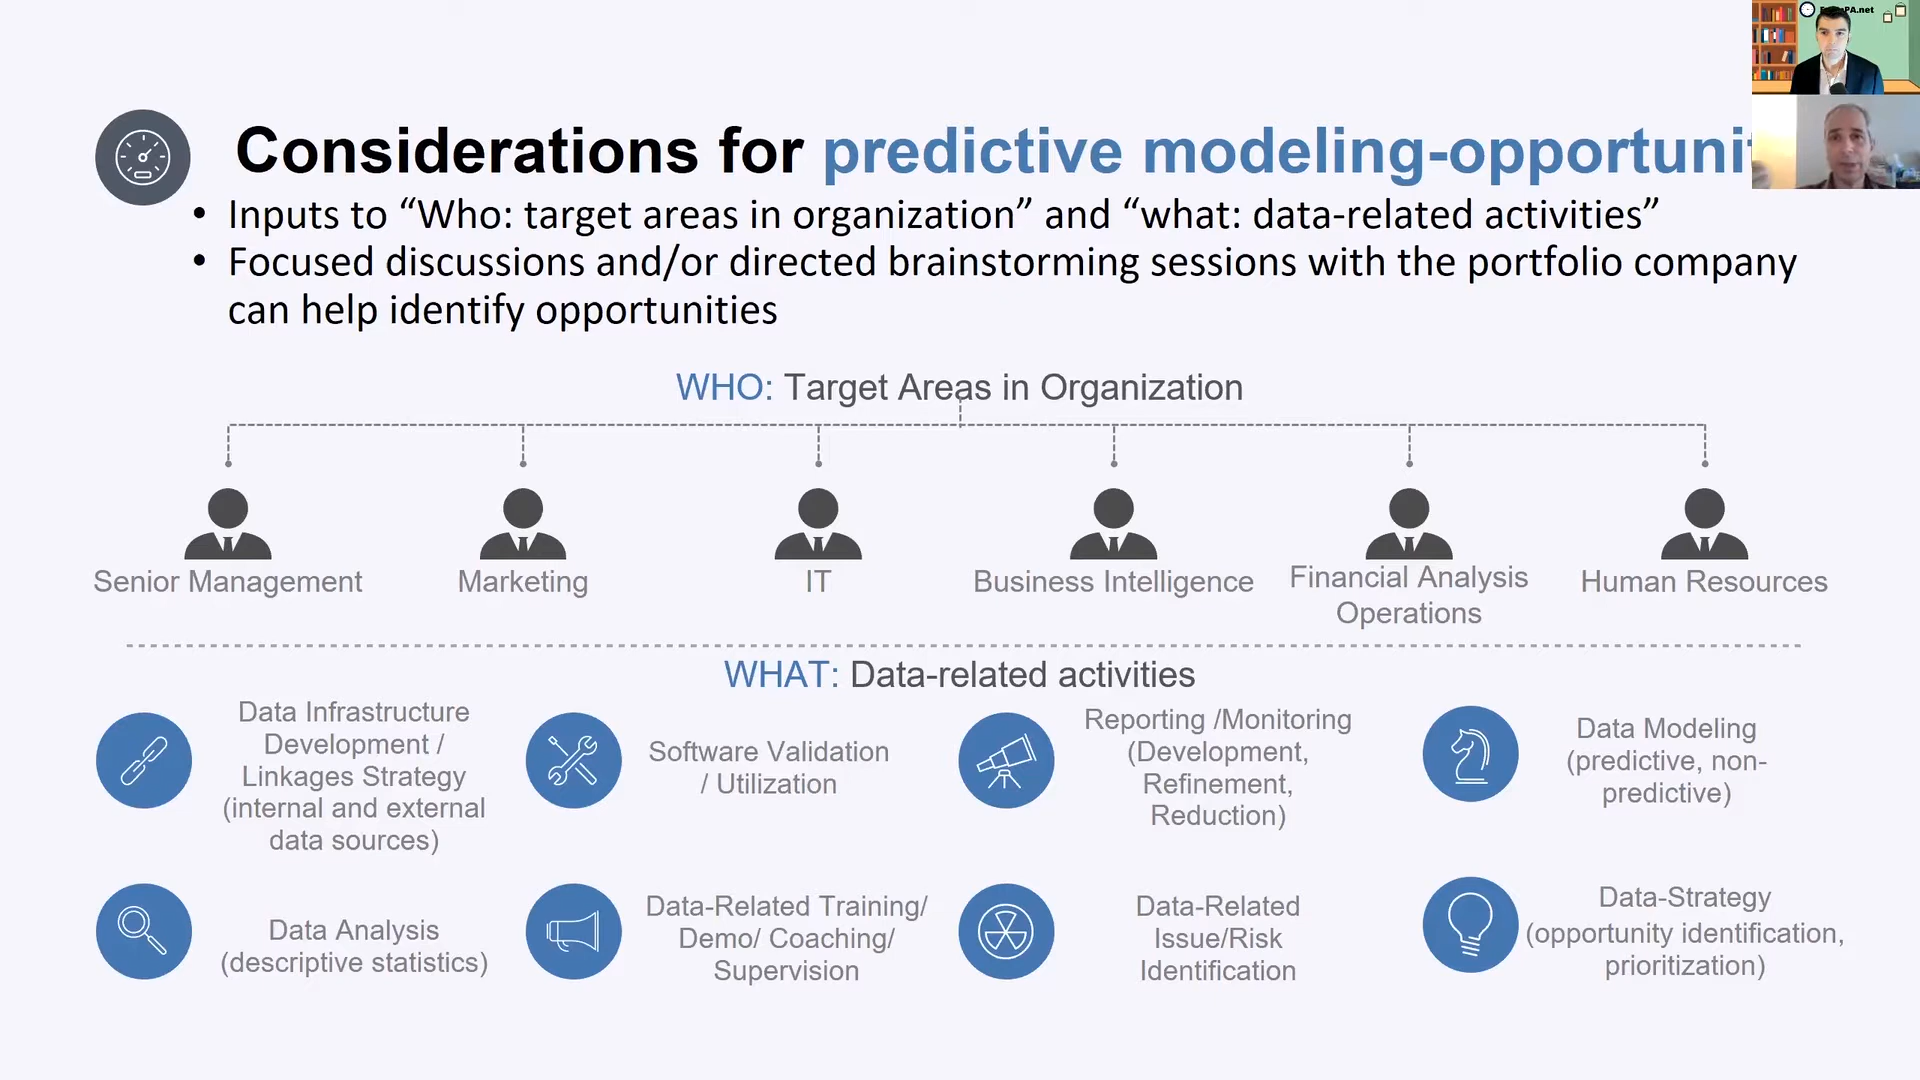 Considerations for predictive modeling-opportuni
• Inputs to “Who: target areas in organization” and “what: data-related activities”
• Focused discussions and/or directed brainstorming sessions with the portfolio company
can help identify opportunities
WHO: Target Areas in Organization
Senior Management
Marketing
IT
Business Intelligence
Financial Analysis
Operations
Human Resources
WHAT: Data-related activities
Data Infrastructure
Development /
Linkages Strategy
(internal and external
data sources)
Software Validation
/ Utilization
Reporting /Monitoring
(Development,
Refinement,
Reduction)
Data Modeling
(predictive, non-
predictive)
Data Analysis
(descriptive statistics)
Data-Related Training/
Demo/ Coaching/
Supervision
Data-Related
Issue/Risk
Identification
Data-Strategy
(opportunity identification,
prioritization)